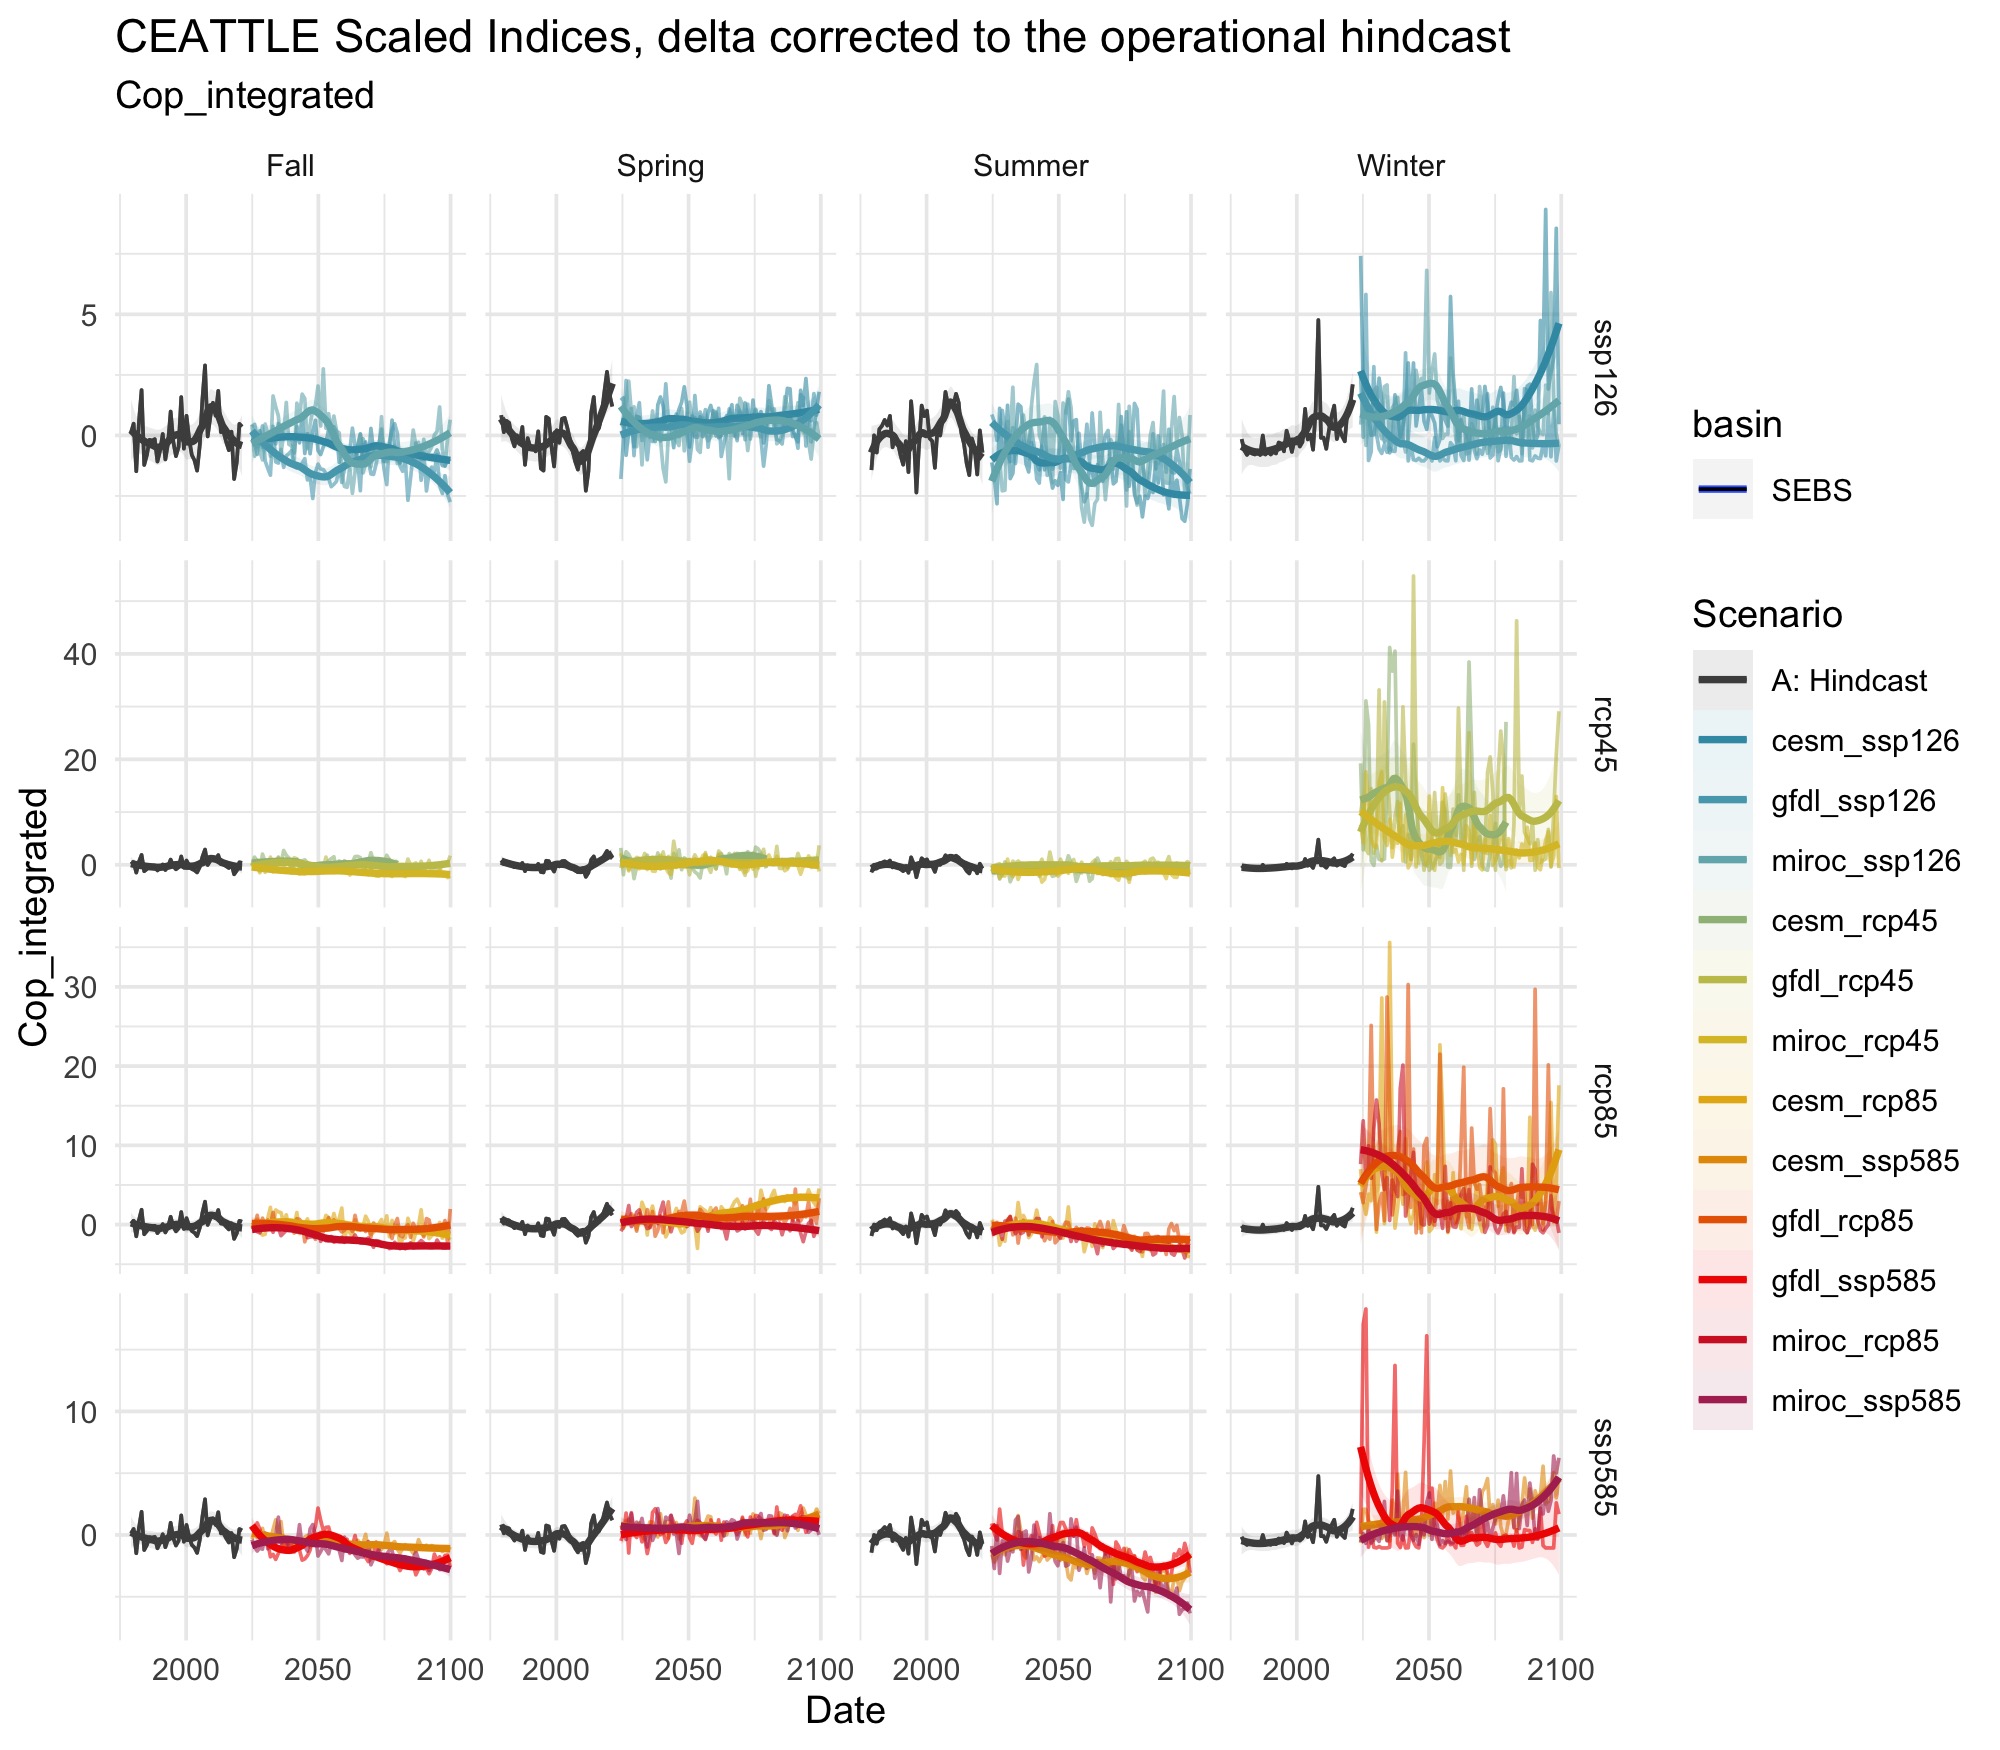 CEATTLE Scaled Indices, delta corrected to the operational hindcast
Cop_integrated
Fall Spring Summer Winter
5
0
ssp126
40
20
0
rcp45
30
20
10
0
rcp85
10
0
ssp585
Cop_integrated
2000 2050 2100 2000 2050 2100 2000 2050 2100 2000 2050 2100
Date
basin
SEBS
Scenario
A: Hindcast
cesm_ssp126
gfdl_ssp126
miroc_ssp126
cesm_rcp45
gfdl_rcp45
miroc_rcp45
cesm_rcp85
cesm_ssp585
gfdl_rcp85
gfdl_ssp585
miroc_rcp85
miroc_ssp585